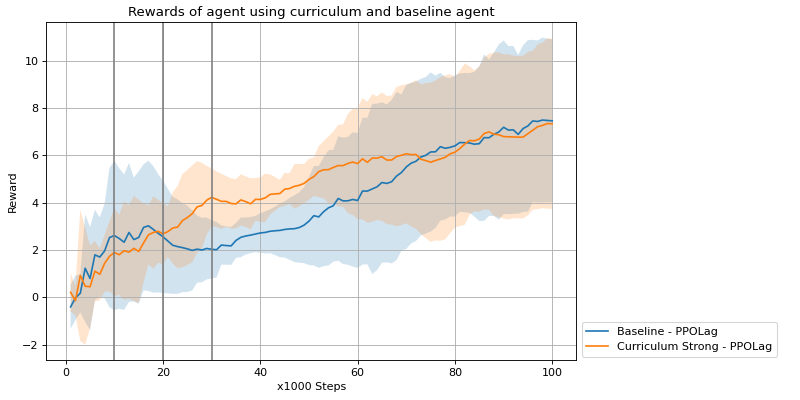 Rewards of agent using curriculum and baseline agent
10
8
6
4
2
0
−2
Reward
0 20 40 60 80 100
x1000 Steps
Baseline - PPOLag
Curriculum Strong - PPOLag